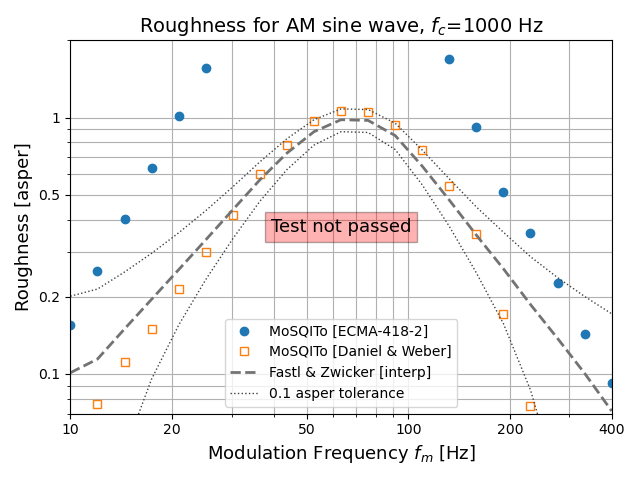 Roughness for AM sine wave, $f_c$=1000 Hz
Roughness [asper]
1
0.5
0.2
0.1
Test not passed
MoSQITo [ECMA-418-2]
MoSQITo [Daniel & Weber]
Fastl & Zwicker [interp]
0.1 asper tolerance
10 20 50 100 200 400
Modulation Frequency $f_m$ [Hz]